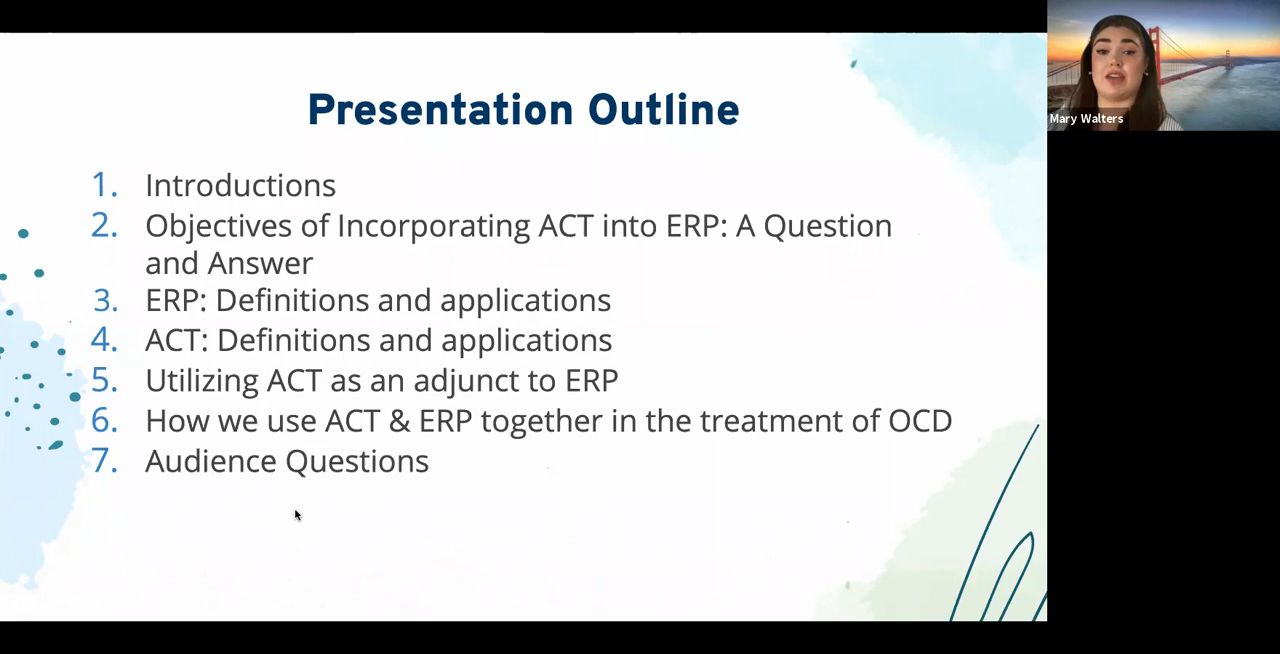 Presentation Outline
1. Introductions
2. Objectives of Incorporating ACT into ERP: A Question
and Answer
3. ERP: Definitions and applications
4. ACT: Definitions and applications
5. Utilizing ACT as an adjunct to ERP
6. How we use ACT & ERP together in the treatment of OCD
7. Audience Questions
Mary Walters